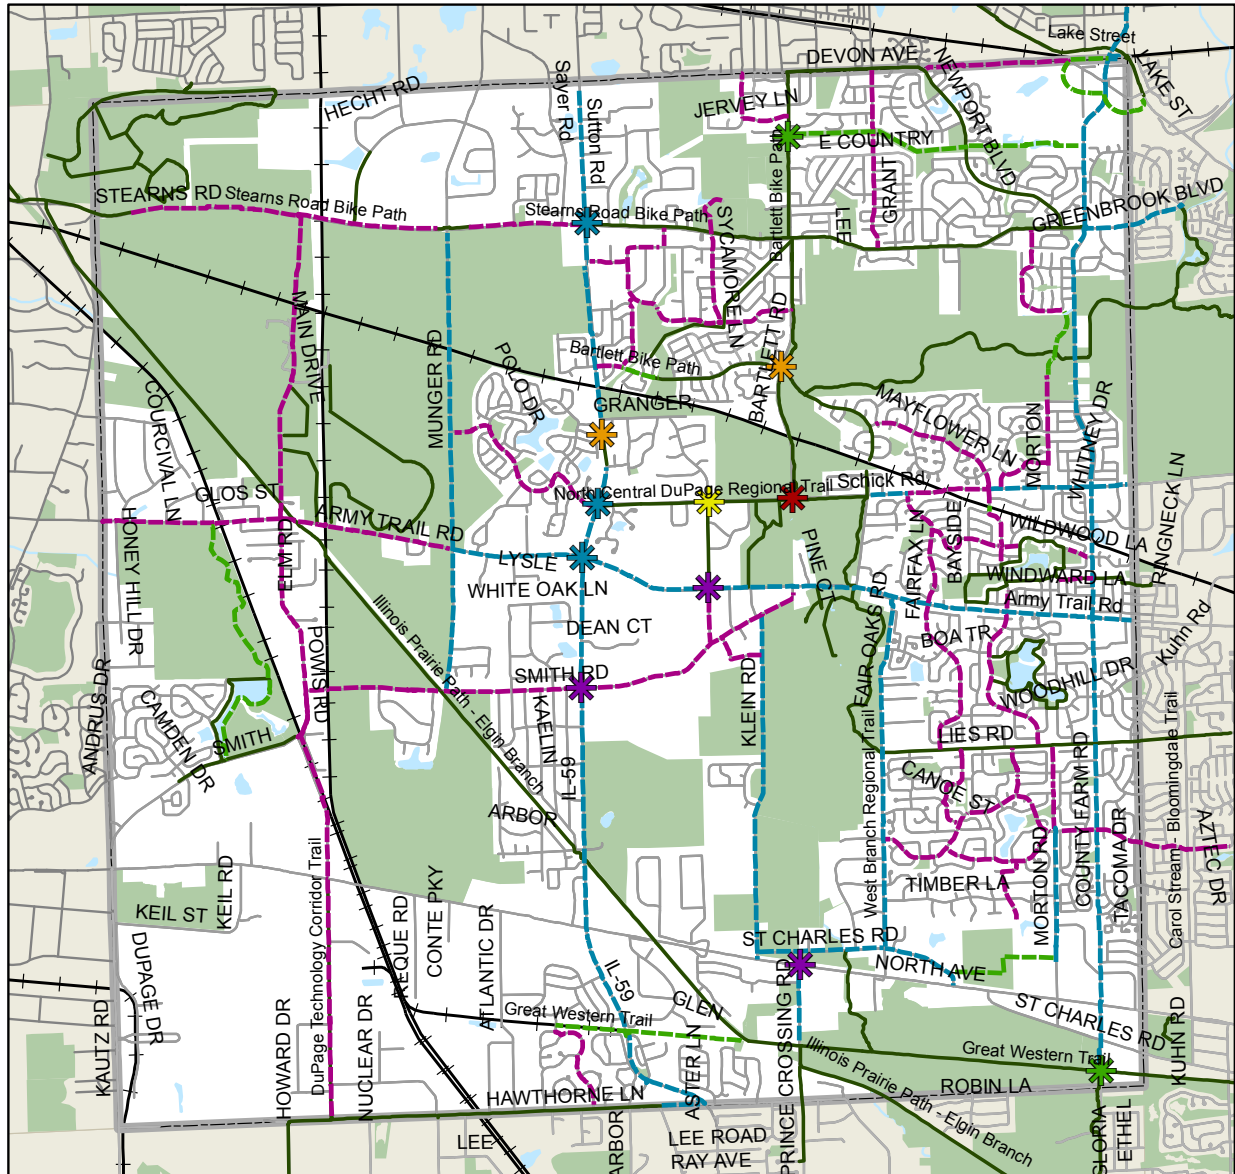 Lake Street
DEVON AVE
NEWPORT BLVD
LAKE ST
Sayer Rd
HECHT RD
Sutton Rd
JERVEY LN
E COUNTRY
Bartlett Bike Path
STEARNS RD
Stearns Road Bike Path
Stearns Road Bike Path
SYCAMORE LN
LEE
GRANT
GREENBROOK BLVD
MAIN DRIVE
MUNGER RD
POLO DR
Bartlett Bike Path
BARTLETT RD
GRANGER
COURCIVAL LN
MAYFLOWER LN
MORTON
WHITNEY DR
GLOS ST
North Central DuPage Regional Trail
Schick Rd
RINGNECK LN
HONEY HILL DR
ELM RD
ARMY TRAIL RD
LYSLE
PINE CT
FAIRFAX LN
BAYSIDE
WILDWOOD LA
WHITE OAK LN
WINDWARD LA
Army Trail Rd
Illinois Prairie Path - Elgin Branch
DEAN CT
FAIR OAKS RD
BOA TR
Kuhn Rd
ANDRUS DR
POWIS RD
SMITH RD
WOODHILL DR
CAMDEN DR
SMITH
KAELIN
IL-59
KLEIN RD
West Branch Regional Trail
LIES RD
CANOE ST
COUNTY FARM RD
Carol Stream - Bloomingdae Trail
ARBOR
TACOMA DR
AZTEC DR
KEIL RD
DuPage Technology Corridor Trail
TIMBER LA
MORTON RD
KEIL ST
REQUE RD
CONTE PKY
ATLANTIC DR
ST CHARLES RD
DUPAGE DR
IL-59
NORTH AVE
KAUTZ RD
HOWARD DR
NUCLEAR DR
Great Western Trail
GLEN
PRINCE CROSSING RD
ST CHARLES RD
KUHN RD
ASTER LN
Illinois Prairie Path - Elgin Branch
Great Western Trail
HAWTHORNE LN
ROBIN LA
LEE
ARBOR
LEE ROAD
RAY AVE
GLORIA
ETHEL